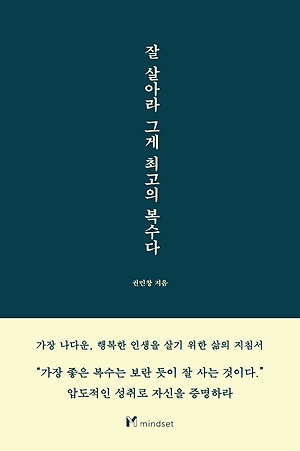 잘 살아라 그게 최고의 복수다
권민창 지음
가장 나다운, 행복한 인생을 살기 위한 삶의 지침서
“가장 좋은 복수는 보란 듯이 잘 사는 것이다.”
압도적인 성취로 자신을 증명하라
mindset